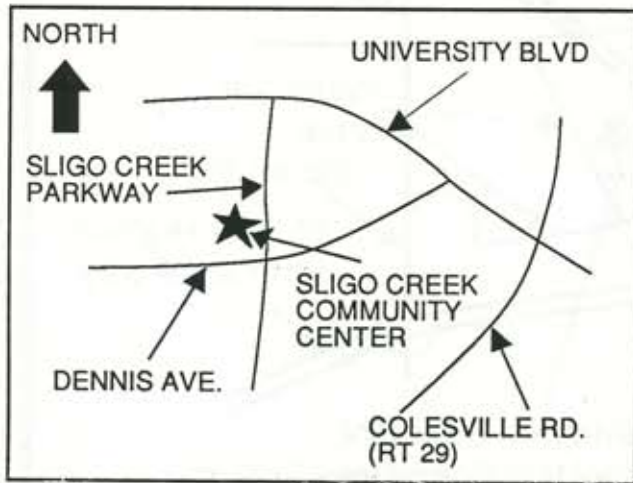 NORTH
UNIVERSITY BLVD
SLIGO CREEK
PARKWAY
SLIGO CREEK
COMMUNITY
CENTER
DENNIS AVE.
COLESVILLE RD.
(RT 29)